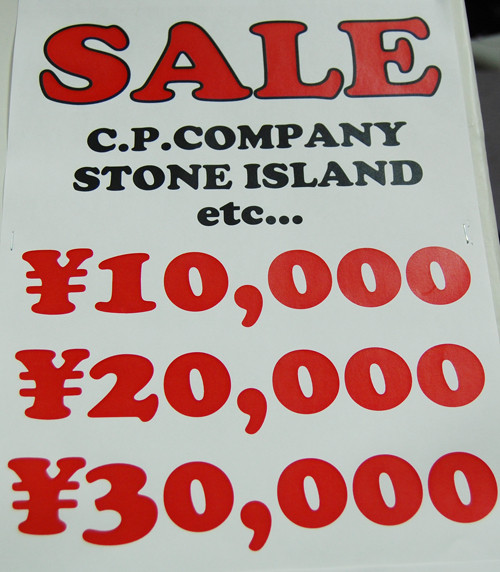 SALE
C.P.COMPANY
STONE ISLAND
etc...
¥10,000
¥20,000
¥30,000